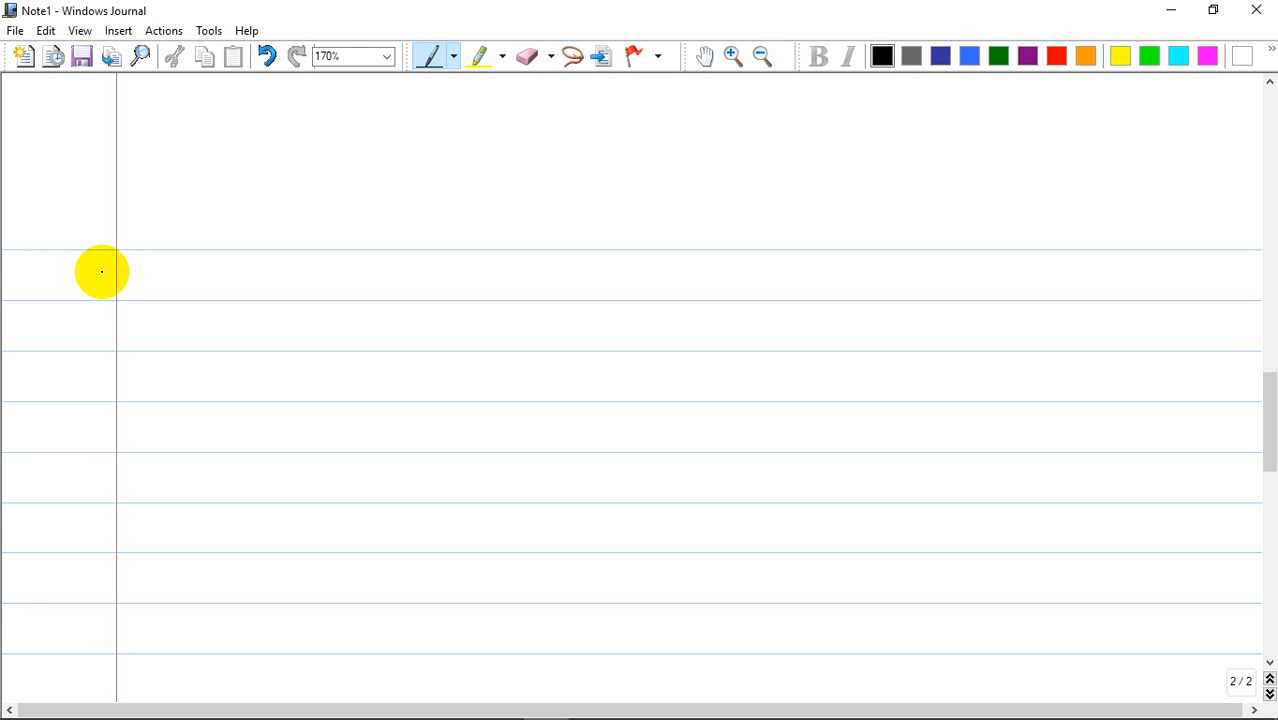 Note1 - Windows Journal
File Edit View Insert Actions Tools Help
170% B I
2 / 2